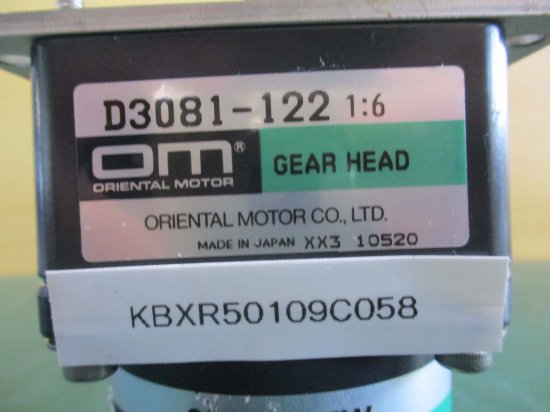 D3081-122 1:6
OM®
ORIENTAL MOTOR
GEAR HEAD
ORIENTAL MOTOR CO., LTD.
MADE IN JAPAN XX3 10520
KBXR50109C058